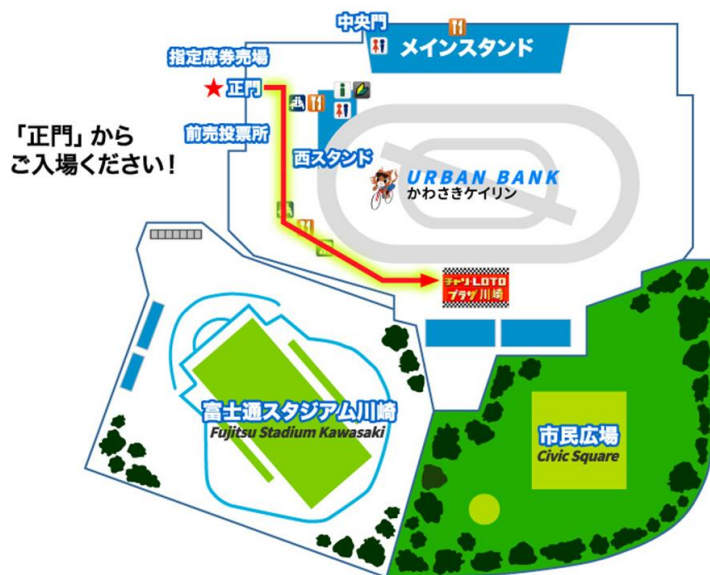 中央門
メインスタンド
指定席券売場
★正門
「正門」から
ご入場ください!
前売投票所
西スタンド
URBAN BANK
かわさきケイリン
チャリ・LOTO
プラザ川崎
富士通スタジアム川崎
Fujitsu Stadium Kawasaki
市民広場
Civic Square